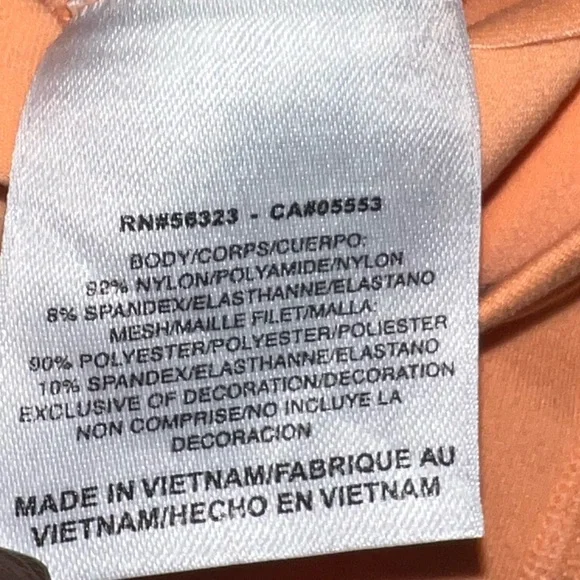 RN#56323 - CA#05553
BODY/CORPS/CUERPO:
92% NYLON/POLYAMIDE/NYLON
8% SPANDEX/ELASTHANNE/ELASTANO
MESH/MAILLE FILET/MALLA:
90% POLYESTER/POLYESTER/POLIESTER
10% SPANDEX/ELASTHANNE/ELASTANO
EXCLUSIVE OF DECORATION/DECORATION
NON COMPRISE/NO INCLUYE LA
DECORACION
MADE IN VIETNAM/FABRIQUE AU
VIETNAM/HECHO EN VIETNAM